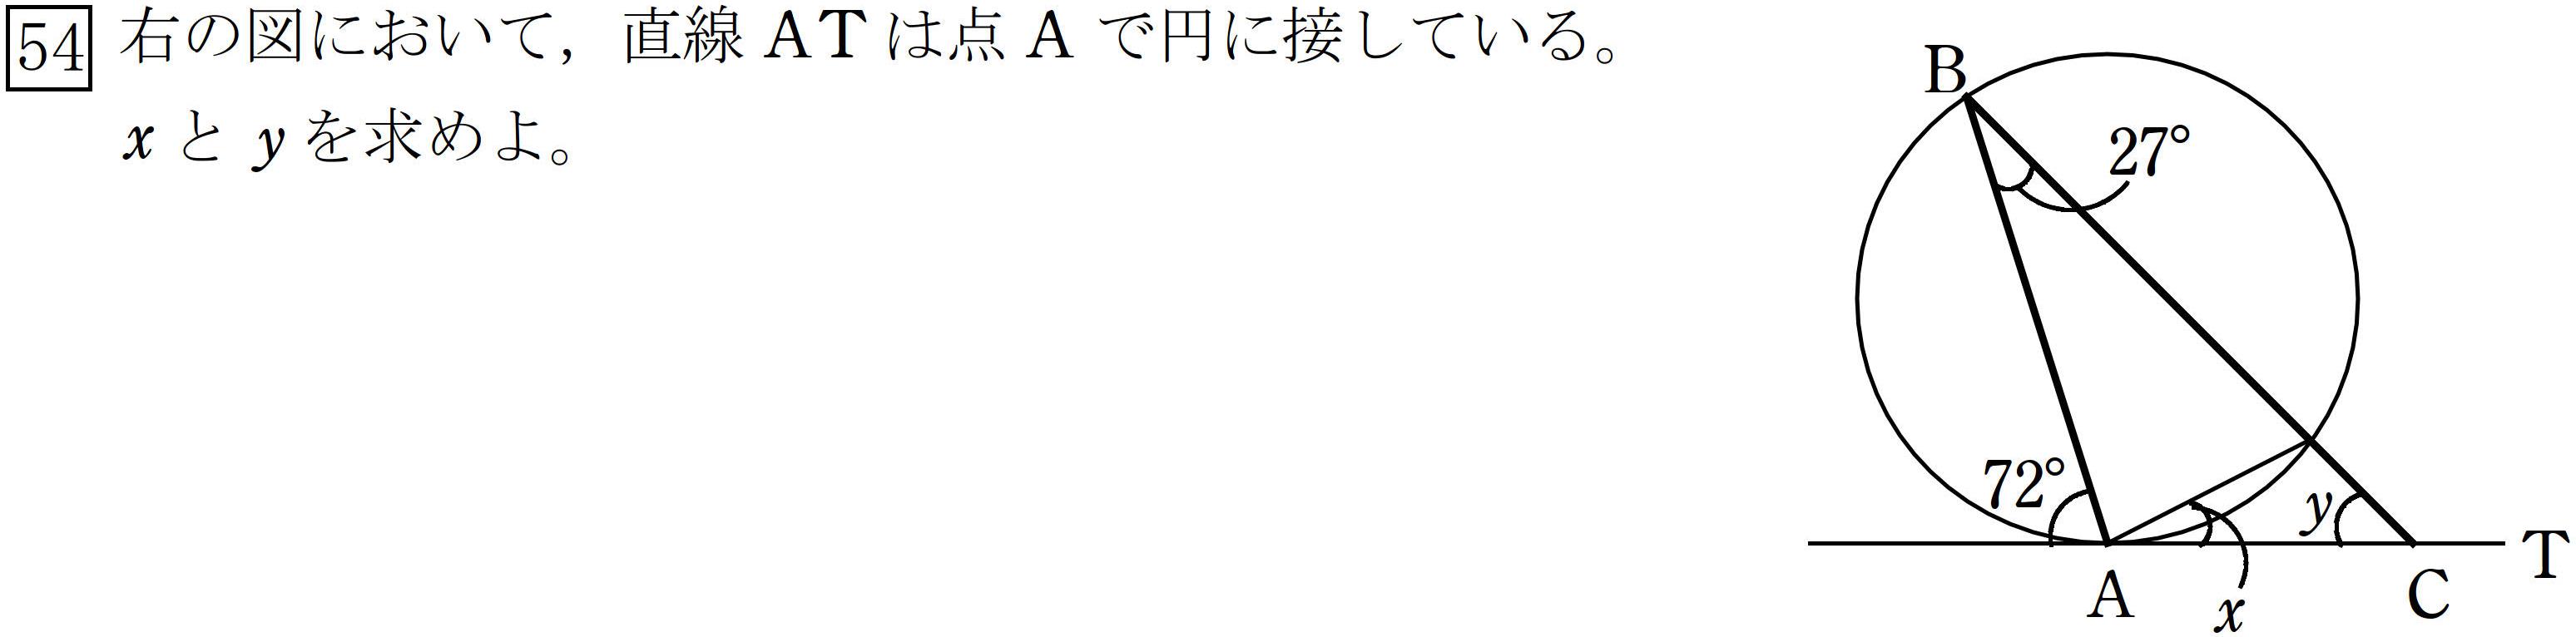 54 右の図において，直線 AT は点 A で円に接している。
x と y を求めよ。
B
27°
72°
y
T
A
x
C